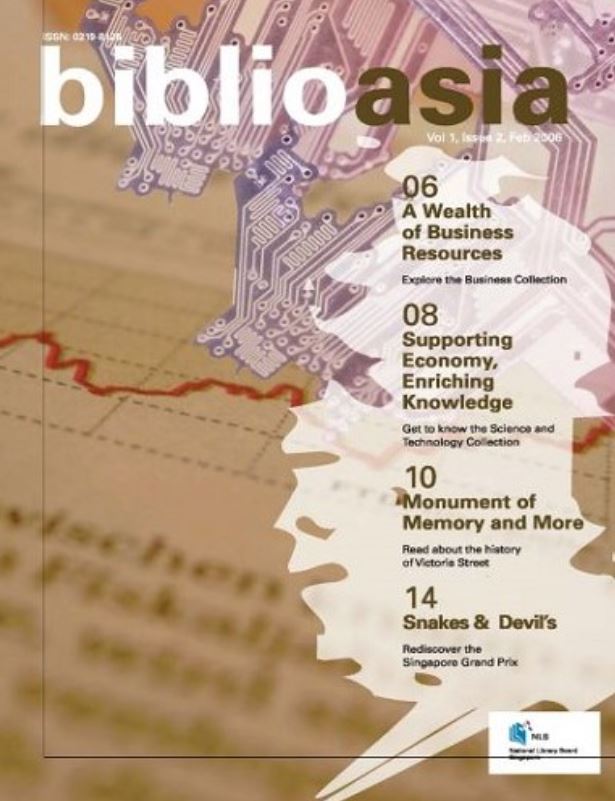 ISSN: 0219-8126
biblioasia
Vol 1, Issue 2, Feb 2006
06
A Wealth
of Business
Resources
Explore the Business Collection
08
Supporting
Economy,
Enriching
Knowledge
Get to know the Science and
Technology Collection
10
Monument of
Memory and More
Read about the history
of Victoria Street
14
Snakes & Devil's
Rediscover the
Singapore Grand Prix
NLB
National Library Board
Singapore